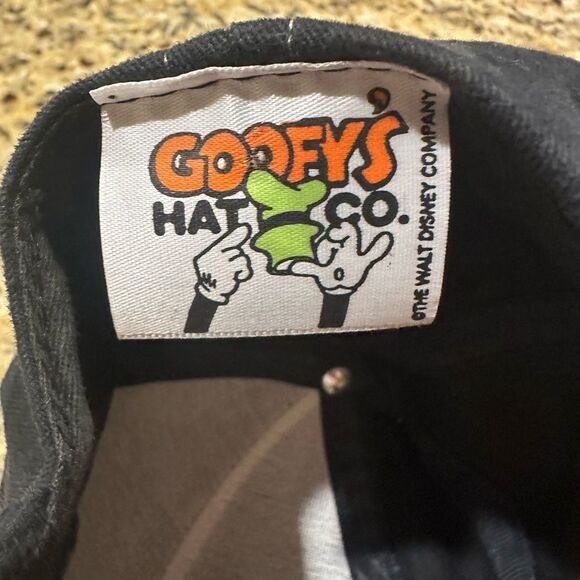 GOOFY'S
HAT CO.
©THE WALT DISNEY COMPANY